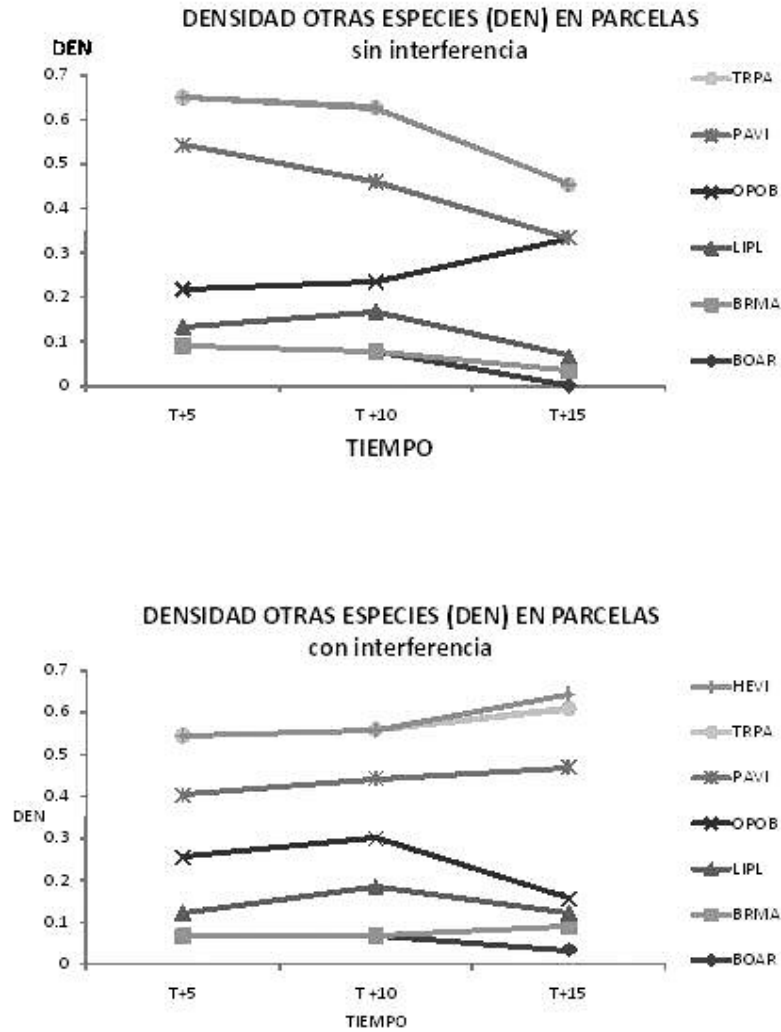 DENSIDAD OTRAS ESPECIES (DEN) EN PARCELAS
sin interferencia
DEN
0.7
0.6
0.5
0.4
0.3
0.2
0.1
0
T+5
T +10
T+15
TIEMPO
TRPA
PAVI
OPOB
LIPL
BRMA
BOAR
DENSIDAD OTRAS ESPECIES (DEN) EN PARCELAS
con interferencia
DEN
0.7
0.6
0.5
0.4
0.3
0.2
0.1
0
T+5
T +10
T+15
TIEMPO
HEVI
TRPA
PAVI
OPOB
LIPL
BRMA
BOAR